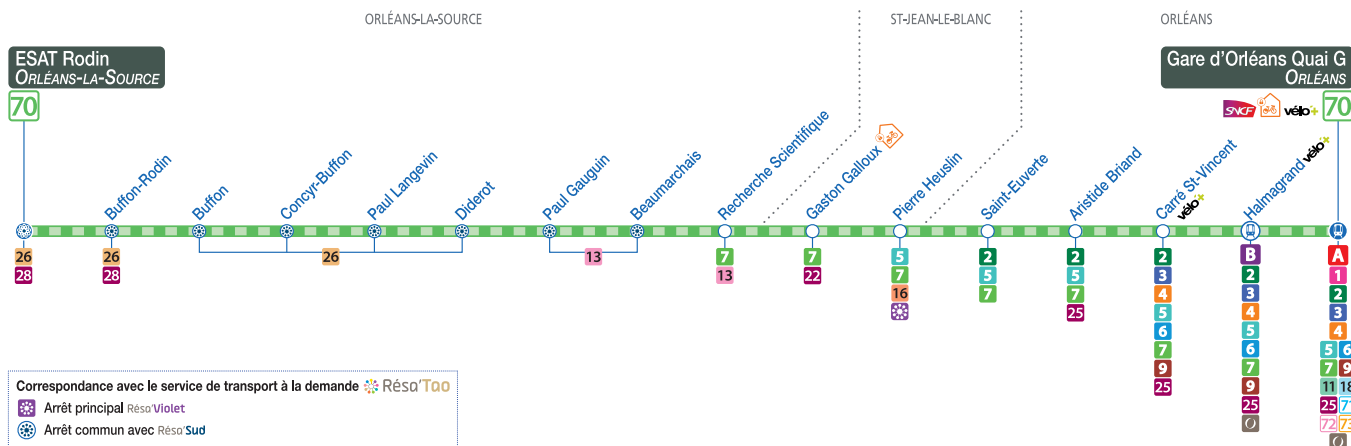 ORLÉANS-LA-SOURCE
ST-JEAN-LE-BLANC
ORLÉANS
ESAT Rodin
ORLÉANS-LA-SOURCE
70
Gare d'Orléans Quai G
ORLÉANS
SNCF vélo+ 70
Buffon-Rodin
Buffon
Concyr-Buffon
Paul Langevin
Diderot
Paul Gauguin
Beaumarchais
Recherche Scientifique
Gaston Galloux
Pierre Heuslin
Saint-Euverte
Aristide Briand
Carré St-Vincent
vélo+
Halmagrand vélo+
26
28
26
28
26
13
7
13
7
22
5
7
16
2
5
7
2
5
7
25
2
3
4
5
6
7
9
25
B
2
3
4
5
6
7
9
25
O
A
1
2
3
4
5 6
7 9
11 18
25 71
72 73
O
Correspondance avec le service de transport à la demande Résa'Tao
Arrêt principal Résa'Violet
Arrêt commun avec Résa'Sud